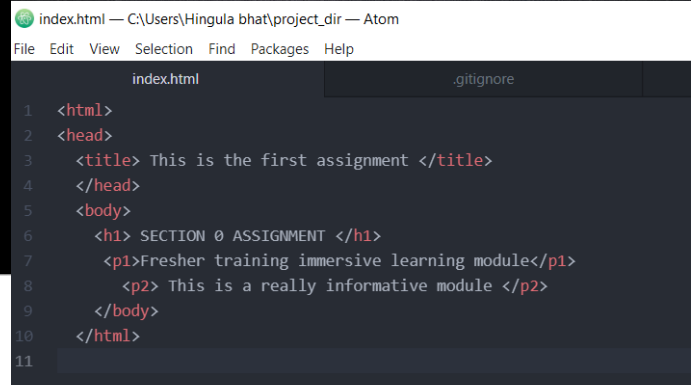 index.html — C:\Users\Hingula bhat\project_dir — Atom
File Edit View Selection Find Packages Help
index.html .gitignore
1 <html>
2 <head>
3 <title> This is the first assignment </title>
4 </head>
5 <body>
6 <h1> SECTION 0 ASSIGNMENT </h1>
7 <p1>Fresher training immersive learning module</p1>
8 <p2> This is a really informative module </p2>
9 </body>
10 </html>
11